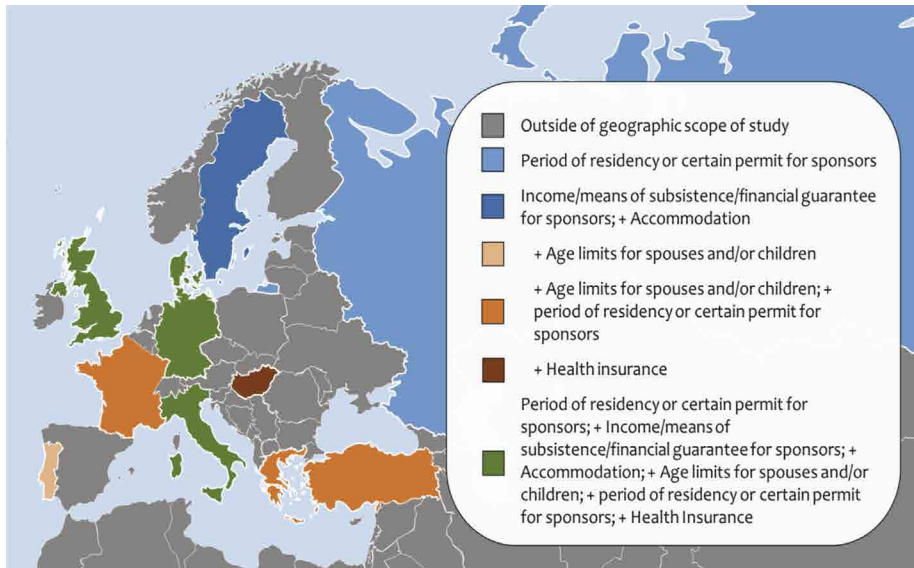 Outside of geographic scope of study
Period of residency or certain permit for sponsors
Income/means of subsistence/financial guarantee
for sponsors; + Accommodation
+ Age limits for spouses and/or children
+ Age limits for spouses and/or children; +
period of residency or certain permit for
sponsors
+ Health insurance
Period of residency or certain permit for
sponsors; + Income/means of
subsistence/financial guarantee for sponsors; +
Accommodation; + Age limits for spouses and/or
children; + period of residency or certain permit
for sponsors; + Health Insurance